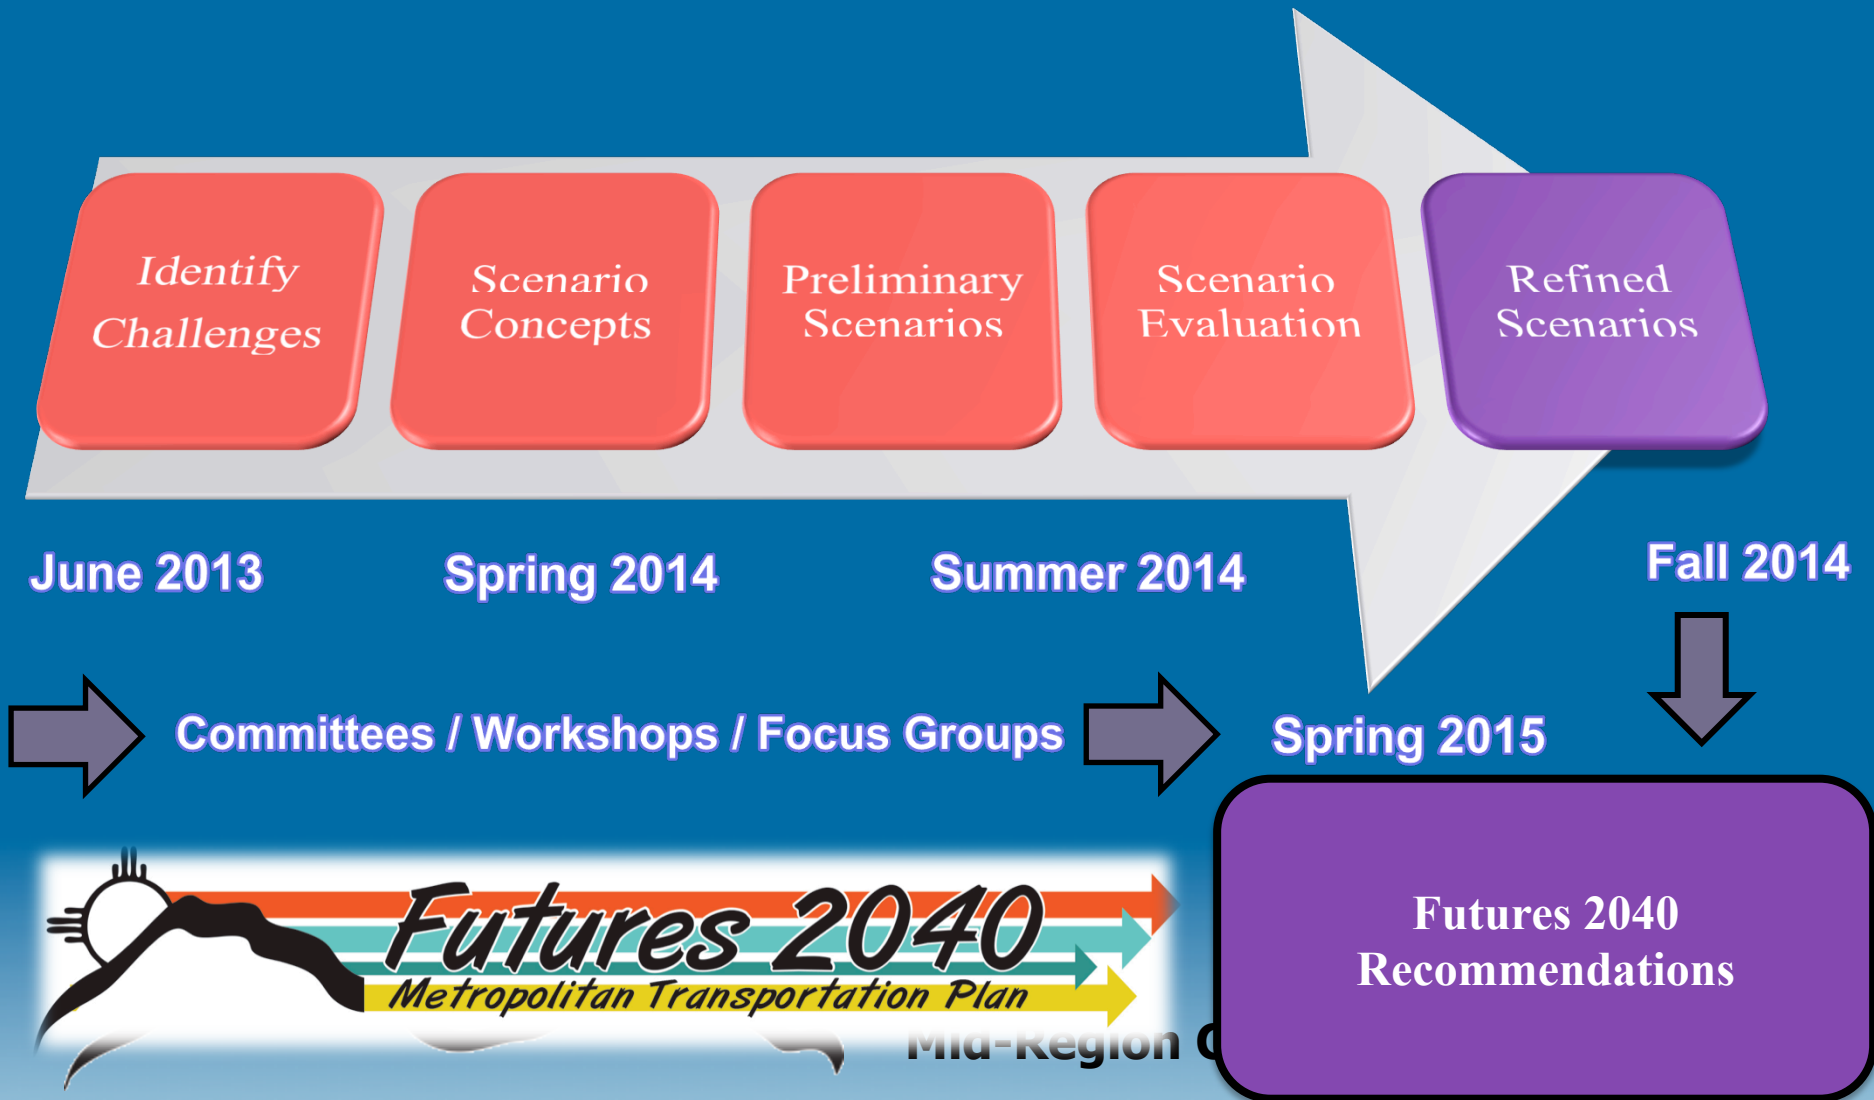 Identify
Challenges
Scenario
Concepts
Preliminary
Scenarios
Scenario
Evaluation
Refined
Scenarios
June 2013
Spring 2014
Summer 2014
Fall 2014
Committees / Workshops / Focus Groups
Spring 2015
Futures 2040
Metropolitan Transportation Plan
Futures 2040
Recommendations
Mid-Region